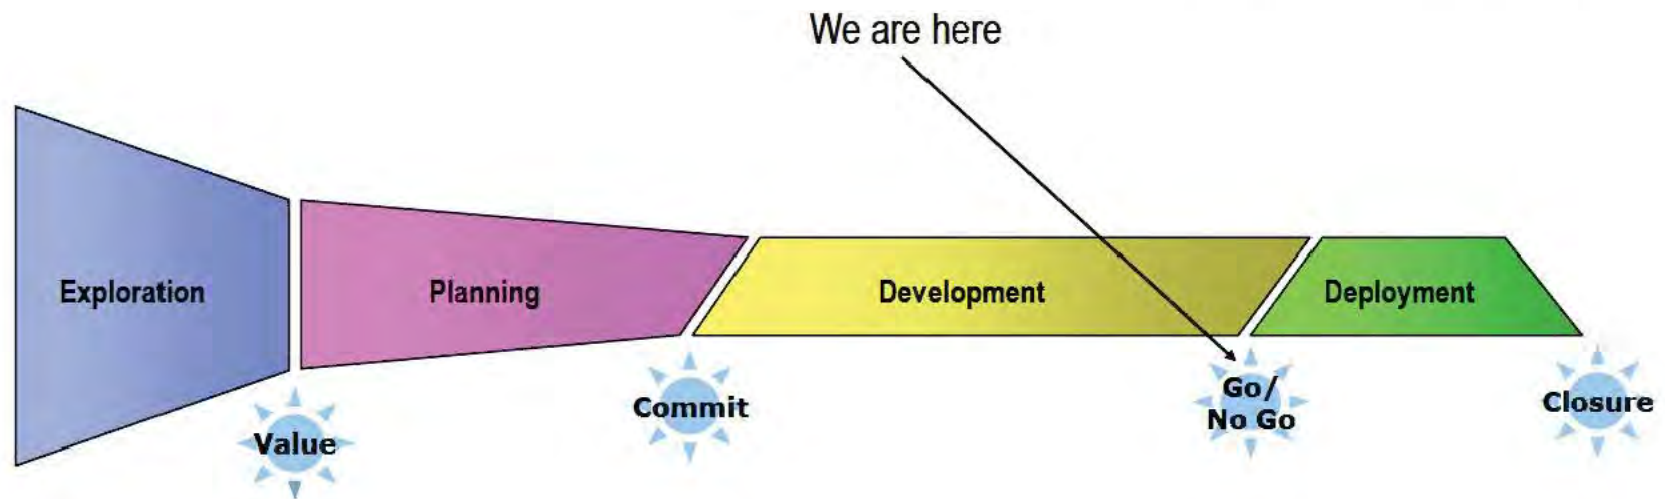 We are here
Exploration
Planning
Development
Deployment
Value
Commit
Go/
No Go
Closure